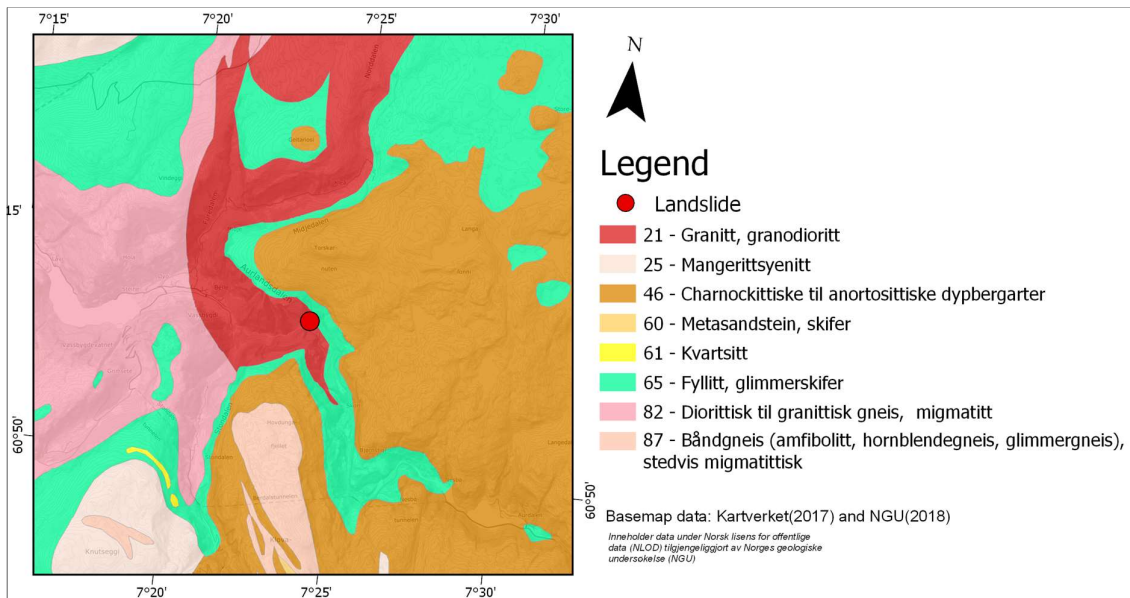 7°15' 7°20' 7°25' 7°30'
N
Legend
Landslide
15'
21 - Granitt, granodioritt
25 - Mangerittsyenitt
46 - Charnockittiske til anortosittiske dypbergarter
60 - Metasandstein, skifer
61 - Kvartsitt
65 - Fyllitt, glimmerskifer
82 - Diorittisk til granittisk gneis, migmatitt
87 - Båndgneis (amfibolitt, hornblendegneis, glimmergneis),
stedvis migmatittisk
Norddalen
Midjedalen
Aurlandsdalen
60°50'
60°50'
Knutseggi
Basemap data: Kartverket(2017) and NGU(2018)
Inneholder data under Norsk lisens for offentlige
data (NLOD) tilgjengeliggjort av Norges geologiske
undersøkelse (NGU)
7°20' 7°25' 7°30'